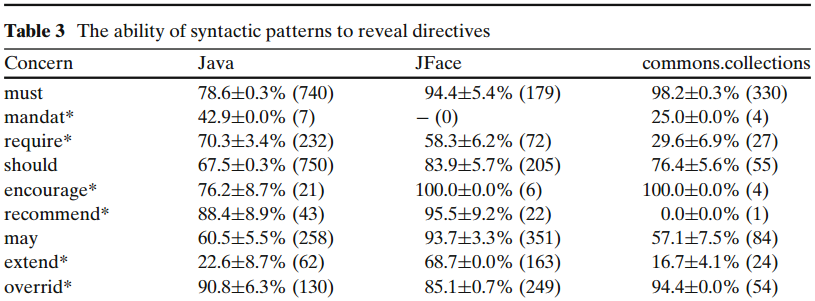 Table 3 The ability of syntactic patterns to reveal directives
Concern Java JFace commons.collections
must 78.6±0.3% (740) 94.4±5.4% (179) 98.2±0.3% (330)
mandat* 42.9±0.0% (7) − (0) 25.0±0.0% (4)
require* 70.3±3.4% (232) 58.3±6.2% (72) 29.6±6.9% (27)
should 67.5±0.3% (750) 83.9±5.7% (205) 76.4±5.6% (55)
encourage* 76.2±8.7% (21) 100.0±0.0% (6) 100.0±0.0% (4)
recommend* 88.4±8.9% (43) 95.5±9.2% (22) 0.0±0.0% (1)
may 60.5±5.5% (258) 93.7±3.3% (351) 57.1±7.5% (84)
extend* 22.6±8.7% (62) 68.7±0.0% (163) 16.7±4.1% (24)
overrid* 90.8±6.3% (130) 85.1±0.7% (249) 94.4±0.0% (54)